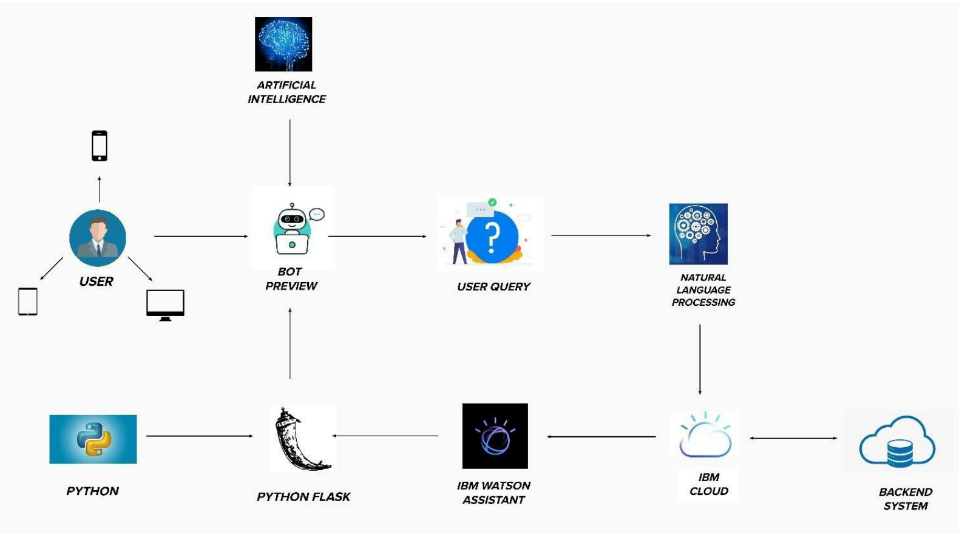 ARTIFICIAL
INTELLIGENCE
USER
BOT
PREVIEW
?
USER QUERY
NATURAL
LANGUAGE
PROCESSING
PYTHON
PYTHON FLASK
IBM WATSON
ASSISTANT
IBM
CLOUD
BACKEND
SYSTEM